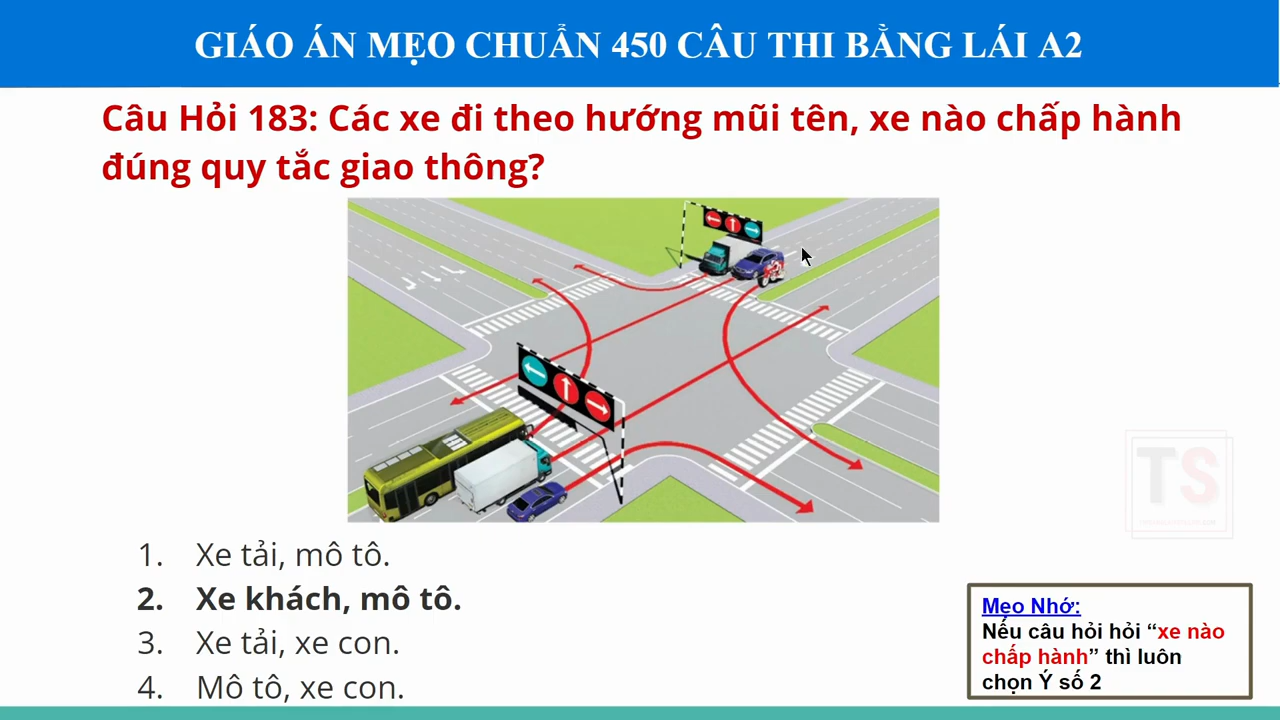 GIÁO ÁN MẸO CHUẨN 450 CÂU THI BẰNG LÁI A2
Câu Hỏi 183: Các xe đi theo hướng mũi tên, xe nào chấp hành
đúng quy tắc giao thông?
1. Xe tải, mô tô.
2. Xe khách, mô tô.
3. Xe tải, xe con.
4. Mô tô, xe con.
TS
Mẹo Nhớ:
Nếu câu hỏi hỏi “xe nào
chấp hành” thì luôn
chọn Ý số 2